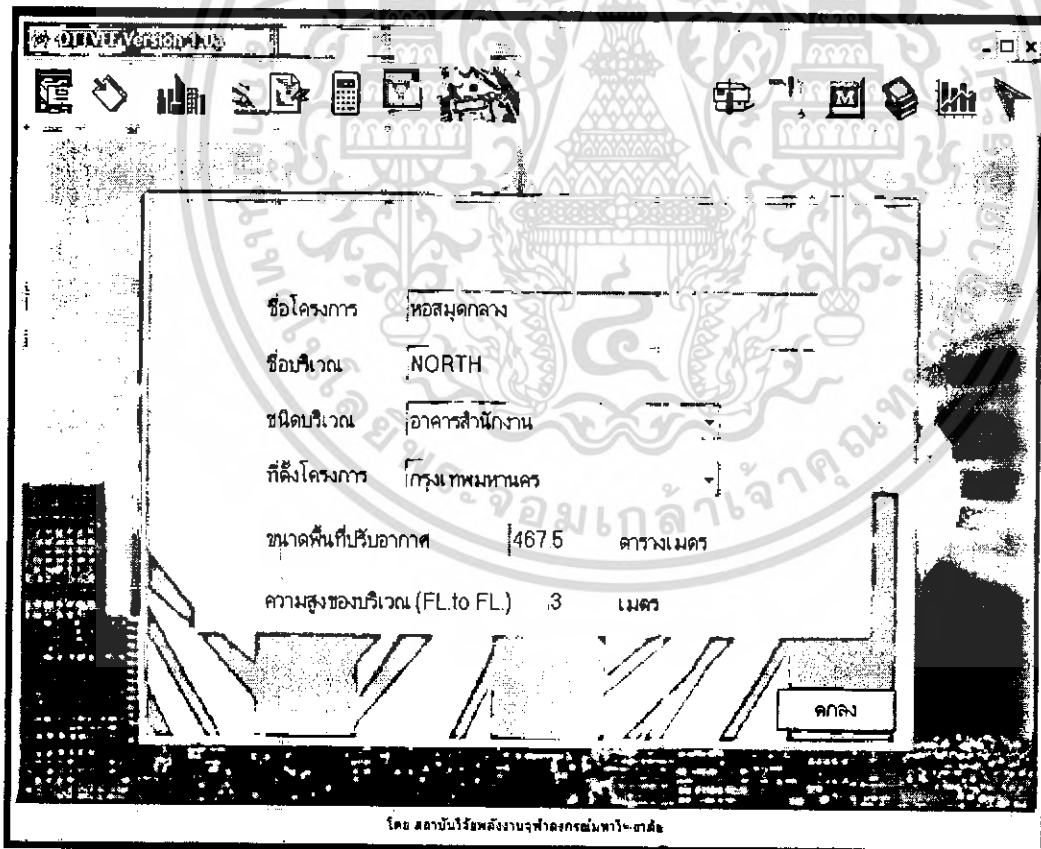 Version 1.0
ชื่อโครงการ หอสมุดกลาง
ชื่อบริเวณ NORTH
ชนิดบริเวณ อาคารสำนักงาน
ที่ตั้งโครงการ กรุงเทพมหานคร
ขนาดพื้นที่ปรับอากาศ 467.5 ตารางเมตร
ความสูงของบริเวณ (FL.to FL.) 3 เมตร
ตกลง
โดย สถาบันวิจัยพลังงานจุฬาลงกรณ์มหาวิทยาลัย